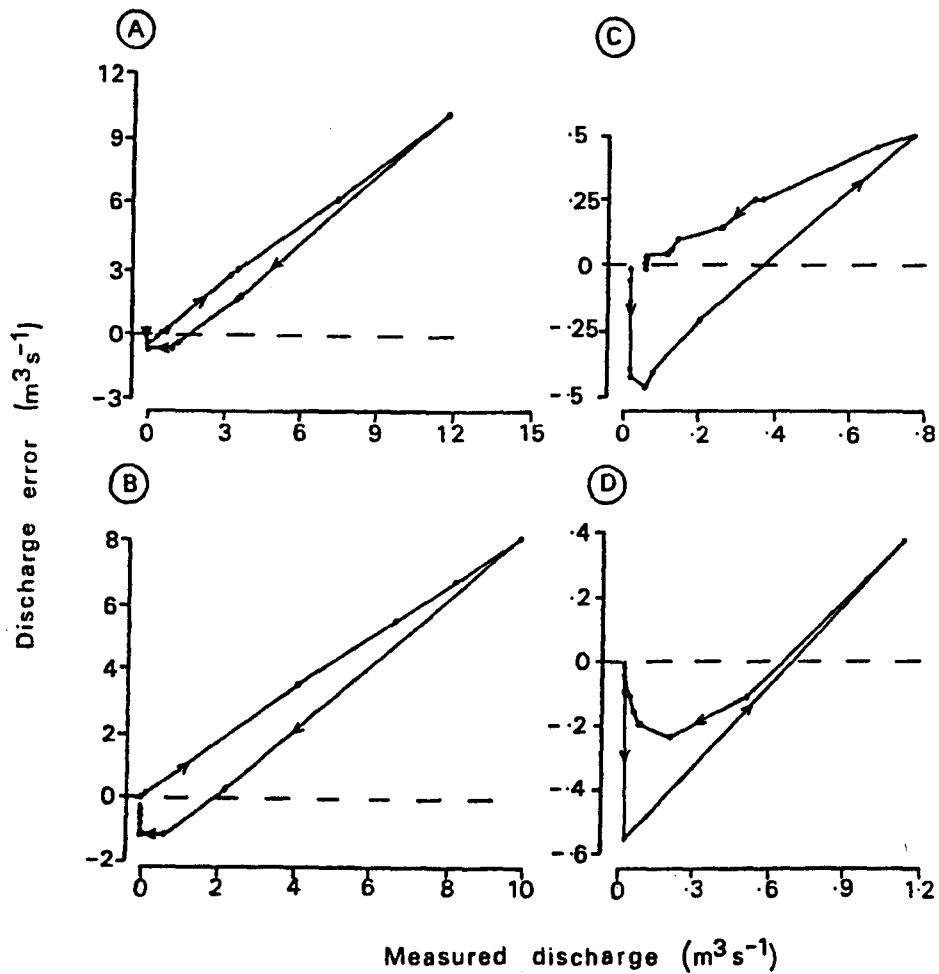 A
12
9
6
3
0
-3
0 3 6 9 12 15
C
·5
·25
0
-·25
-·5
0 ·2 ·4 ·6 ·8
B
8
6
4
2
0
-2
0 2 4 6 8 10
D
·4
·2
0
-·2
-·4
-·6
0 ·3 ·6 ·9 1·2
Discharge error (m³s⁻¹)
Measured discharge (m³s⁻¹)